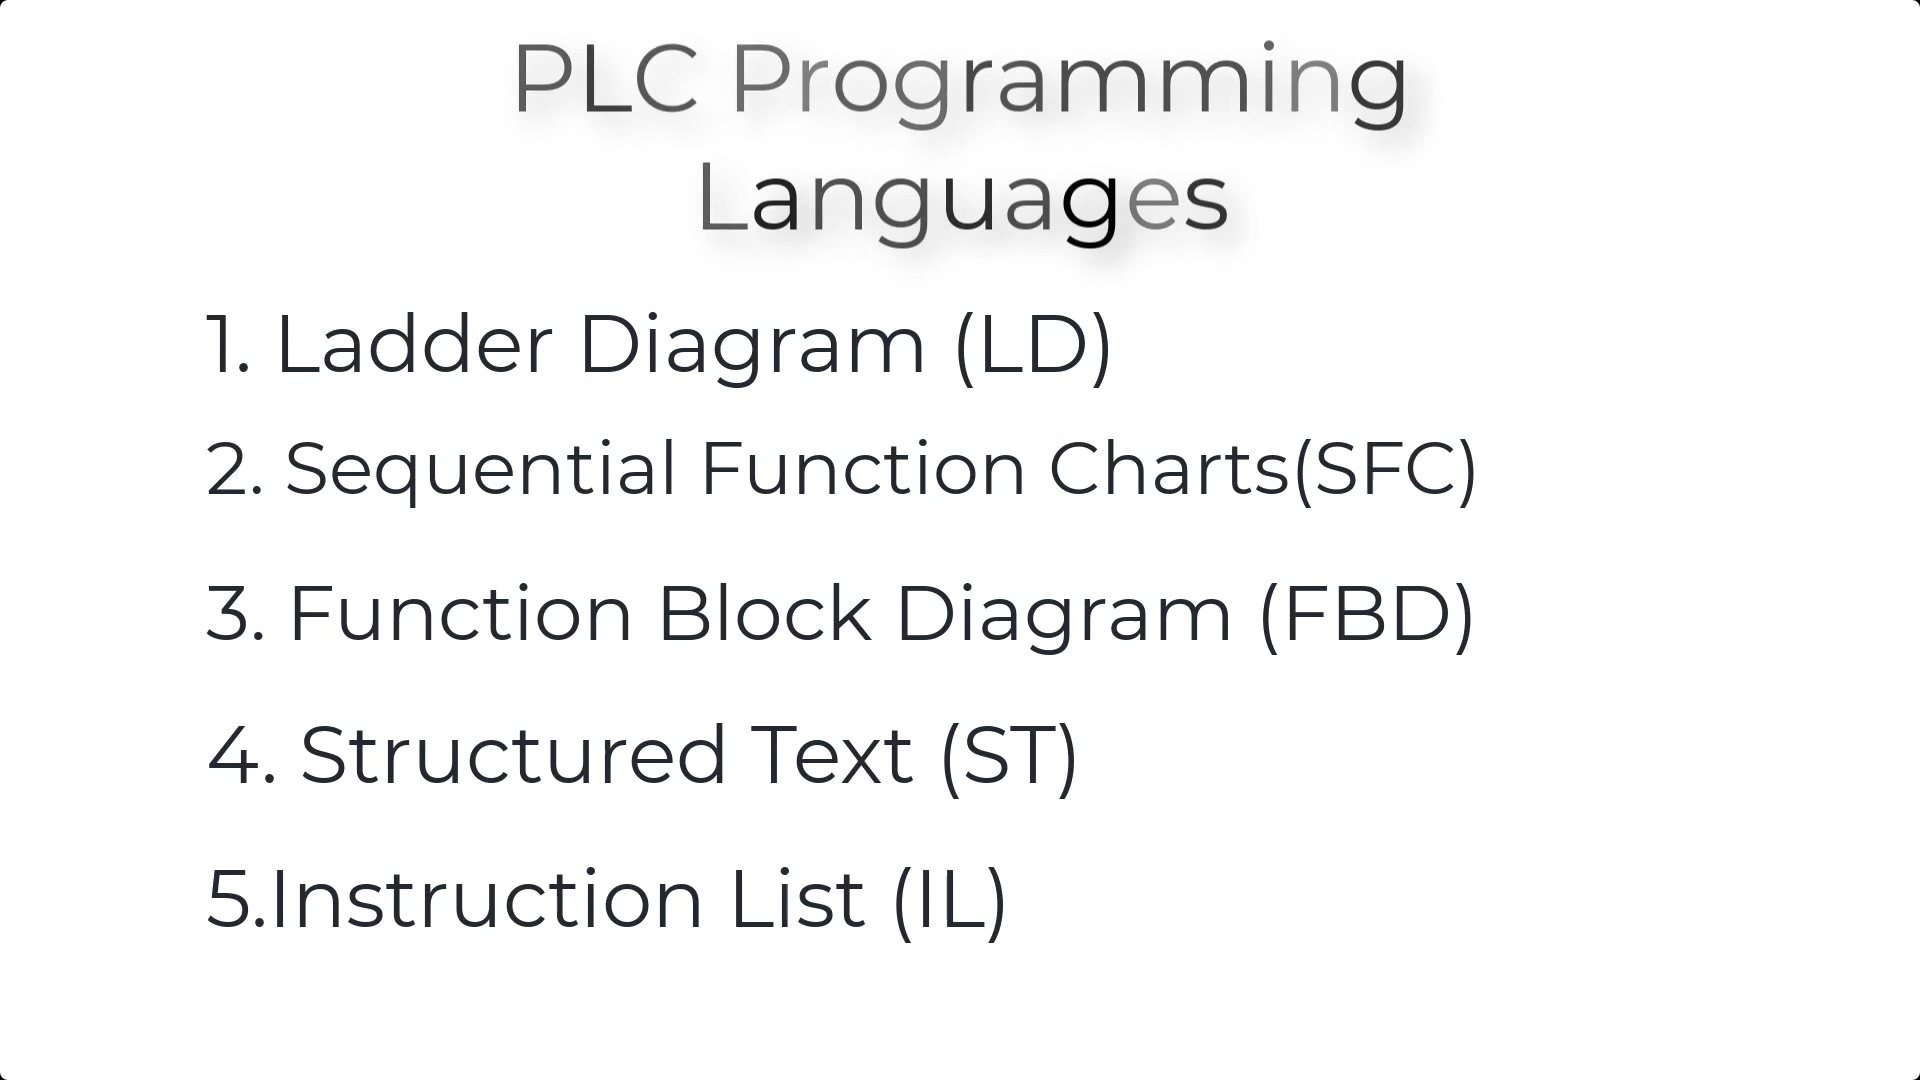 PLC Programming
Languages
1. Ladder Diagram (LD)
2. Sequential Function Charts(SFC)
3. Function Block Diagram (FBD)
4. Structured Text (ST)
5.Instruction List (IL)